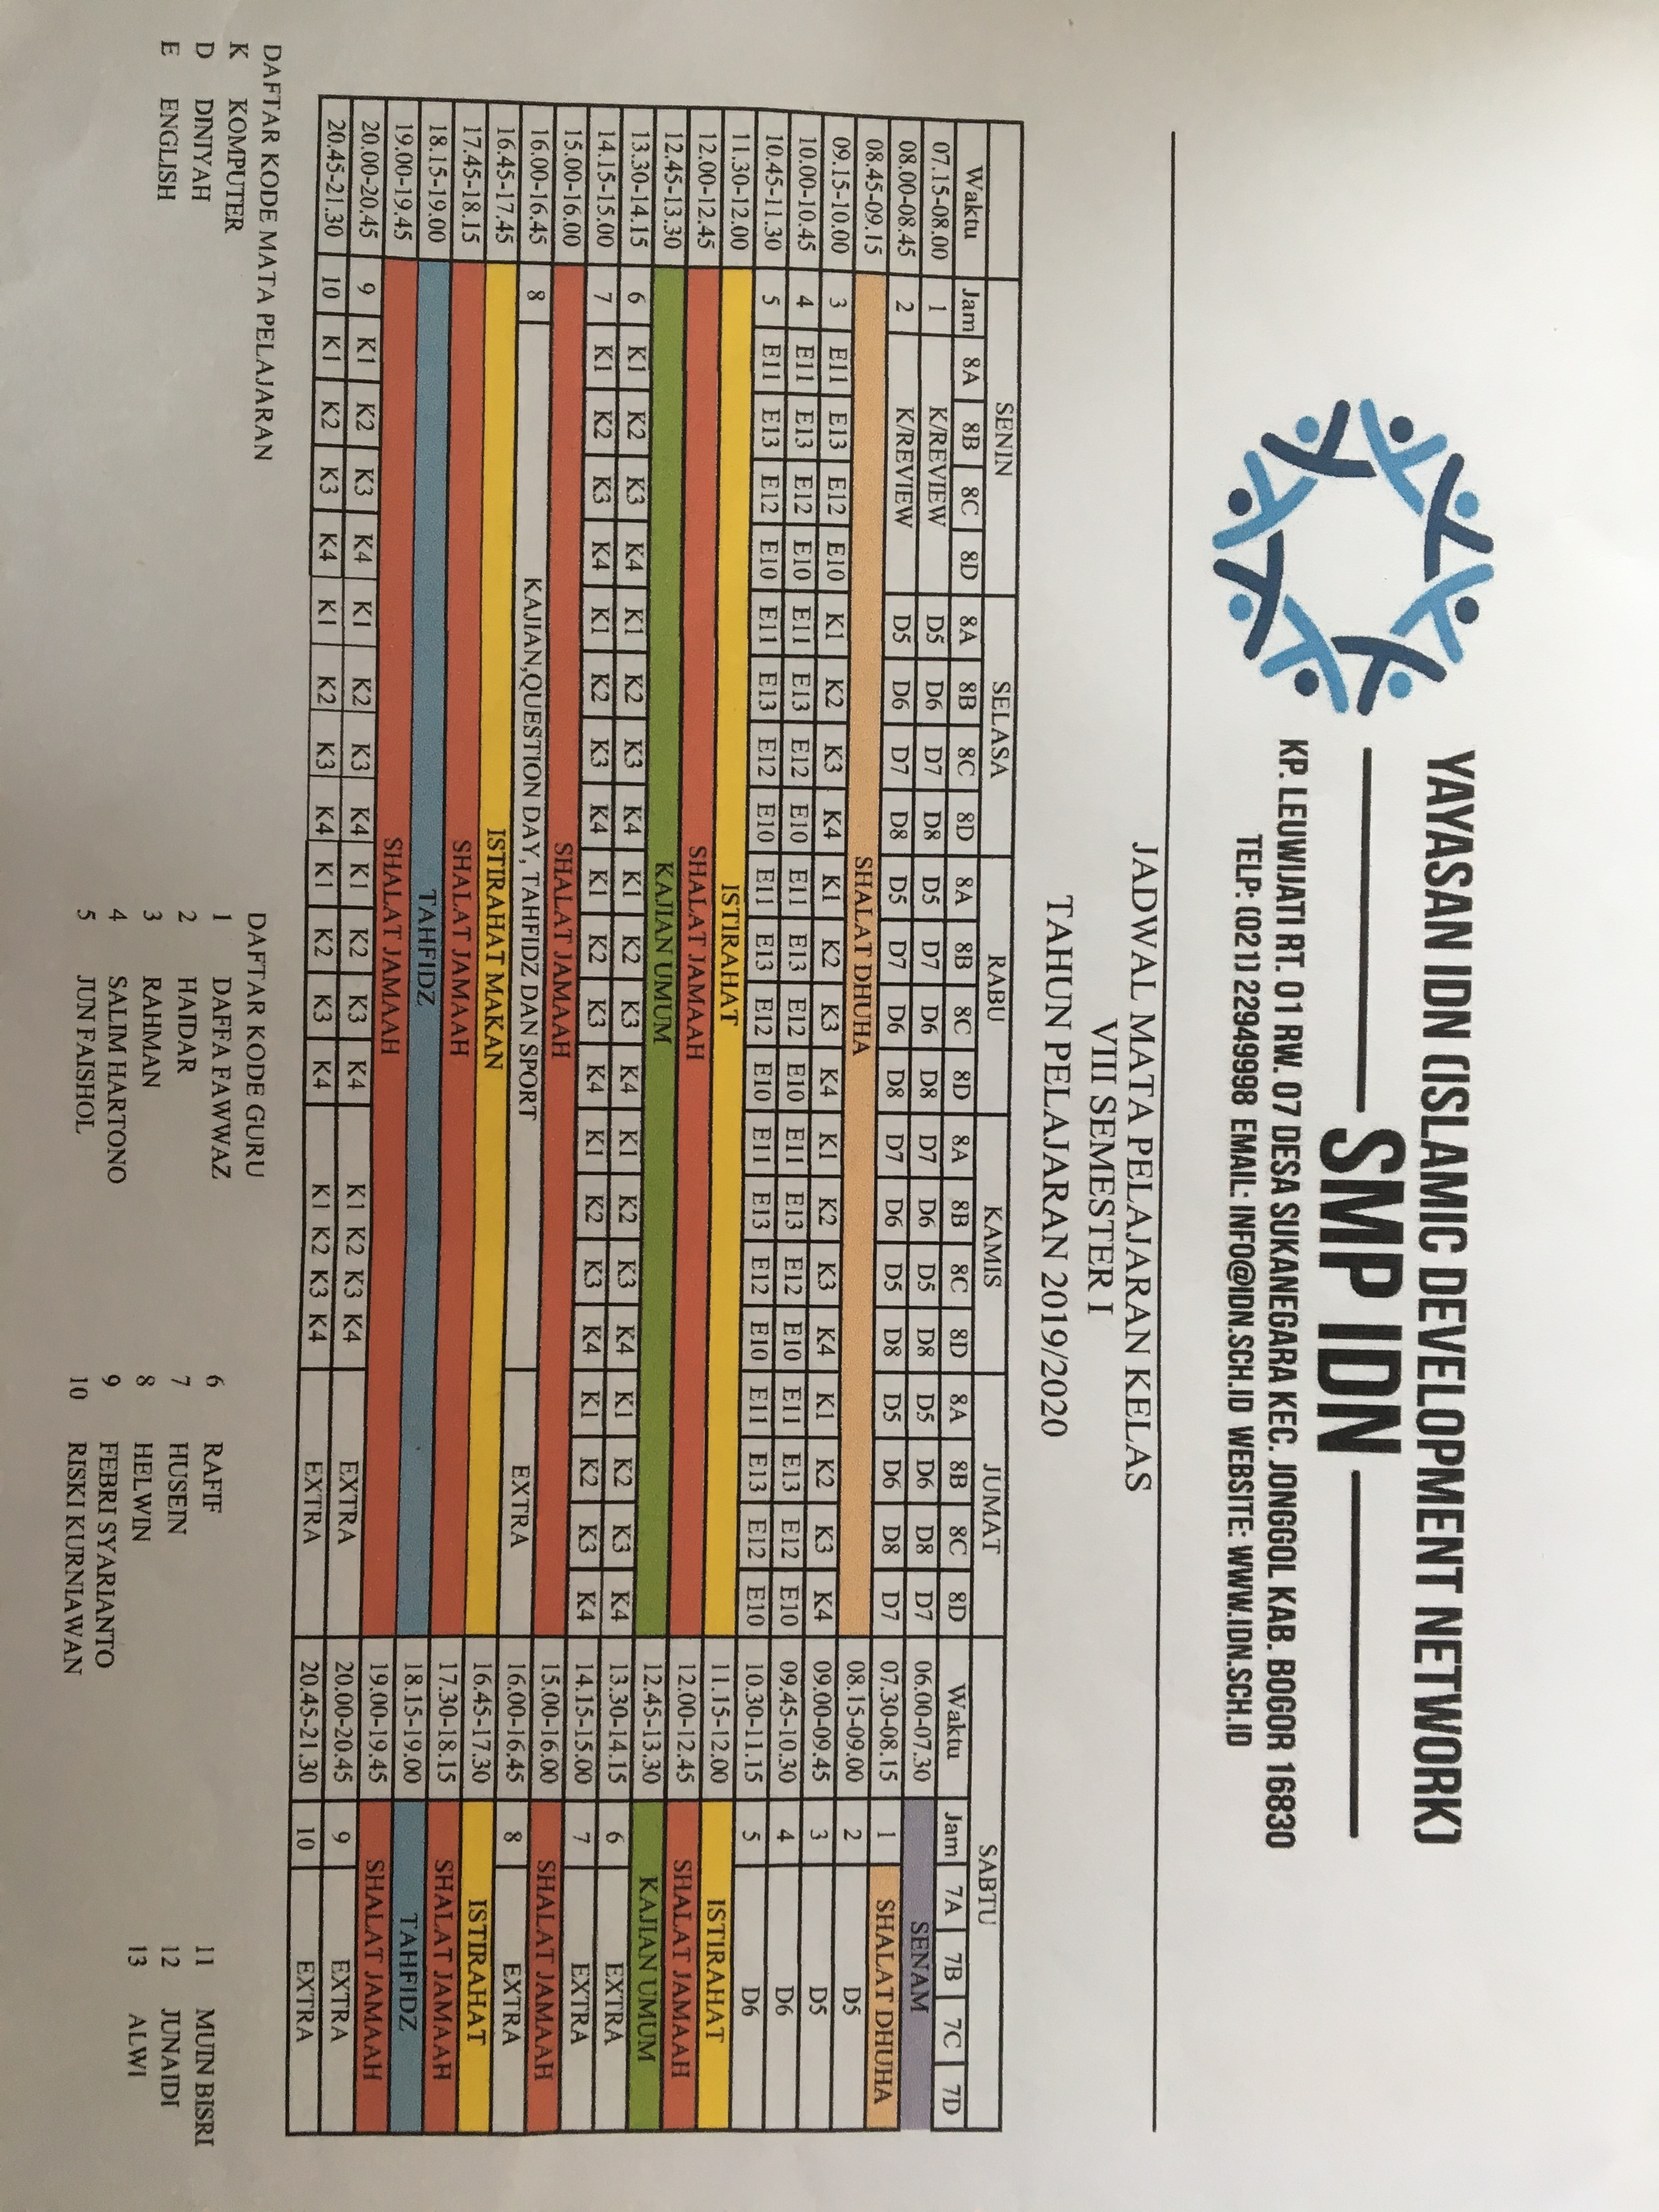 YAYASAN IDN (ISLAMIC DEVELOPMENT NETWORK)
SMP IDN
KP. LEUWIJATI RT. 01 RW. 07 DESA SUKANEGARA KEC. JONGGOL KAB. BOGOR 16830
TELP: (021) 22949998 EMAIL: INFO@IDN.SCH.ID WEBSITE: WWW.IDN.SCH.ID
JADWAL MATA PELAJARAN KELAS
VIII SEMESTER I
TAHUN PELAJARAN 2019/2020
SENIN SELASA RABU KAMIS JUMAT SABTU
Waktu Jam 8A 8B 8C 8D 8A 8B 8C 8D 8A 8B 8C 8D 8A 8B 8C 8D 8A 8B 8C 8D Waktu Jam 7A 7B 7C 7D
07.15-08.00 1 K/REVIEW D5 D6 D7 D8 D5 D7 D6 D8 D7 D6 D5 D8 D5 D6 D8 D7 06.00-07.30 SENAM
08.00-08.45 2 K/REVIEW D5 D6 D7 D8 D5 D7 D6 D8 D7 D6 D5 D8 D5 D6 D8 D7 07.30-08.15 1 SHALAT DHUHA
08.45-09.15 SHALAT DHUHA 08.15-09.00 2 D5
09.15-10.00 3 E11 E13 E12 E10 K1 K2 K3 K4 K1 K2 K3 K4 K1 K2 K3 K4 K1 K2 K3 K4 09.00-09.45 3 D5
10.00-10.45 4 E11 E13 E12 E10 E11 E13 E12 E10 E11 E13 E12 E10 E11 E13 E12 E10 E11 E13 E12 E10 09.45-10.30 4 D6
10.45-11.30 5 E11 E13 E12 E10 E11 E13 E12 E10 E11 E13 E12 E10 E11 E13 E12 E10 E11 E13 E12 E10 10.30-11.15 5 D6
11.30-12.00 ISTIRAHAT 11.15-12.00 ISTIRAHAT
12.00-12.45 SHALAT JAMAAH 12.00-12.45 SHALAT JAMAAH
12.45-13.30 KAJIAN UMUM 12.45-13.30 KAJIAN UMUM
13.30-14.15 6 K1 K2 K3 K4 K1 K2 K3 K4 K1 K2 K3 K4 K1 K2 K3 K4 K1 K2 K3 K4 13.30-14.15 6 EXTRA
14.15-15.00 7 K1 K2 K3 K4 K1 K2 K3 K4 K1 K2 K3 K4 K1 K2 K3 K4 K1 K2 K3 K4 14.15-15.00 7 EXTRA
15.00-16.00 SHALAT JAMAAH 15.00-16.00 SHALAT JAMAAH
16.00-16.45 8 KAJIAN,QUESTION DAY, TAHFIDZ DAN SPORT EXTRA 16.00-16.45 8 EXTRA
16.45-17.45 ISTIRAHAT MAKAN 16.45-17.30 ISTIRAHAT
17.45-18.15 SHALAT JAMAAH 17.30-18.15 SHALAT JAMAAH
18.15-19.00 TAHFIDZ 18.15-19.00 TAHFIDZ
19.00-19.45 SHALAT JAMAAH 19.00-19.45 SHALAT JAMAAH
20.00-20.45 9 K1 K2 K3 K4 K1 K2 K3 K4 K1 K2 K3 K4 K1 K2 K3 K4 EXTRA 20.00-20.45 9 EXTRA
20.45-21.30 10 K1 K2 K3 K4 K1 K2 K3 K4 K1 K2 K3 K4 K1 K2 K3 K4 EXTRA 20.45-21.30 10 EXTRA
DAFTAR KODE MATA PELAJARAN
K KOMPUTER
D DINIYAH
E ENGLISH
DAFTAR KODE GURU
1 DAFFA FAWWAZ
2 HAIDAR
3 RAHMAN
4 SALIM HARTONO
5 JUN FAISHOL
6 RAFIF
7 HUSEIN
8 HELWIN
9 FEBRI SYARIANTO
10 RISKI KURNIAWAN
11 MUIN BISRI
12 JUNAIDI
13 ALWI